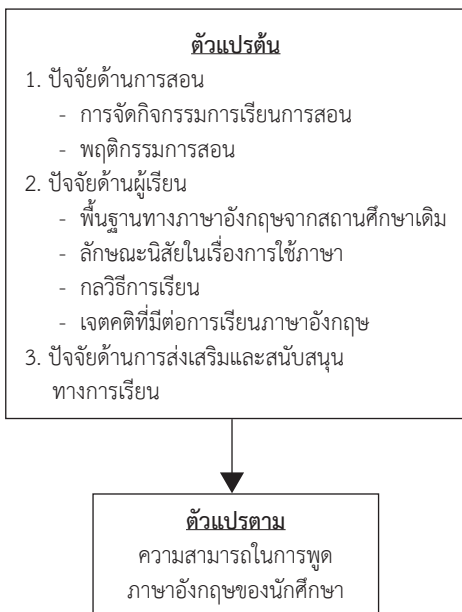 ตัวแปรต้น
1. ปัจจัยด้านการสอน
- การจัดกิจกรรมการเรียนการสอน
- พฤติกรรมการสอน
2. ปัจจัยด้านผู้เรียน
- พื้นฐานทางภาษาอังกฤษจากสถานศึกษาเดิม
- ลักษณะนิสัยในเรื่องการใช้ภาษา
- กลวิธีการเรียน
- เจตคติที่มีต่อการเรียนภาษาอังกฤษ
3. ปัจจัยด้านการส่งเสริมและสนับสนุน
ทางการเรียน
ตัวแปรตาม
ความสามารถในการพูด
ภาษาอังกฤษของนักศึกษา